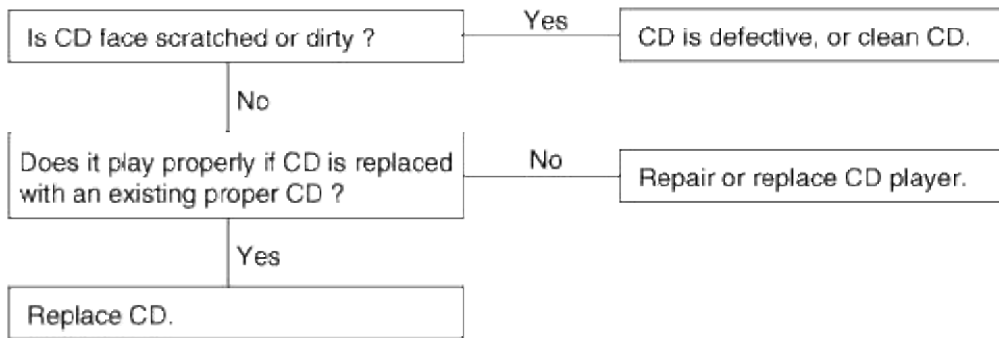 Is CD face scratched or dirty ?
Yes
CD is defective, or clean CD.
No
Does it play properly if CD is replaced
with an existing proper CD ?
No
Repair or replace CD player.
Yes
Replace CD.